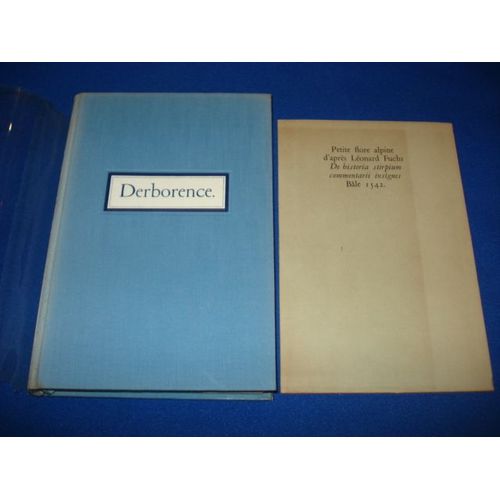 Derborence.
Petite flore alpine
d'après Léonard Fuchs
De historia stirpium
commentarii insignes
Bâle 1542.